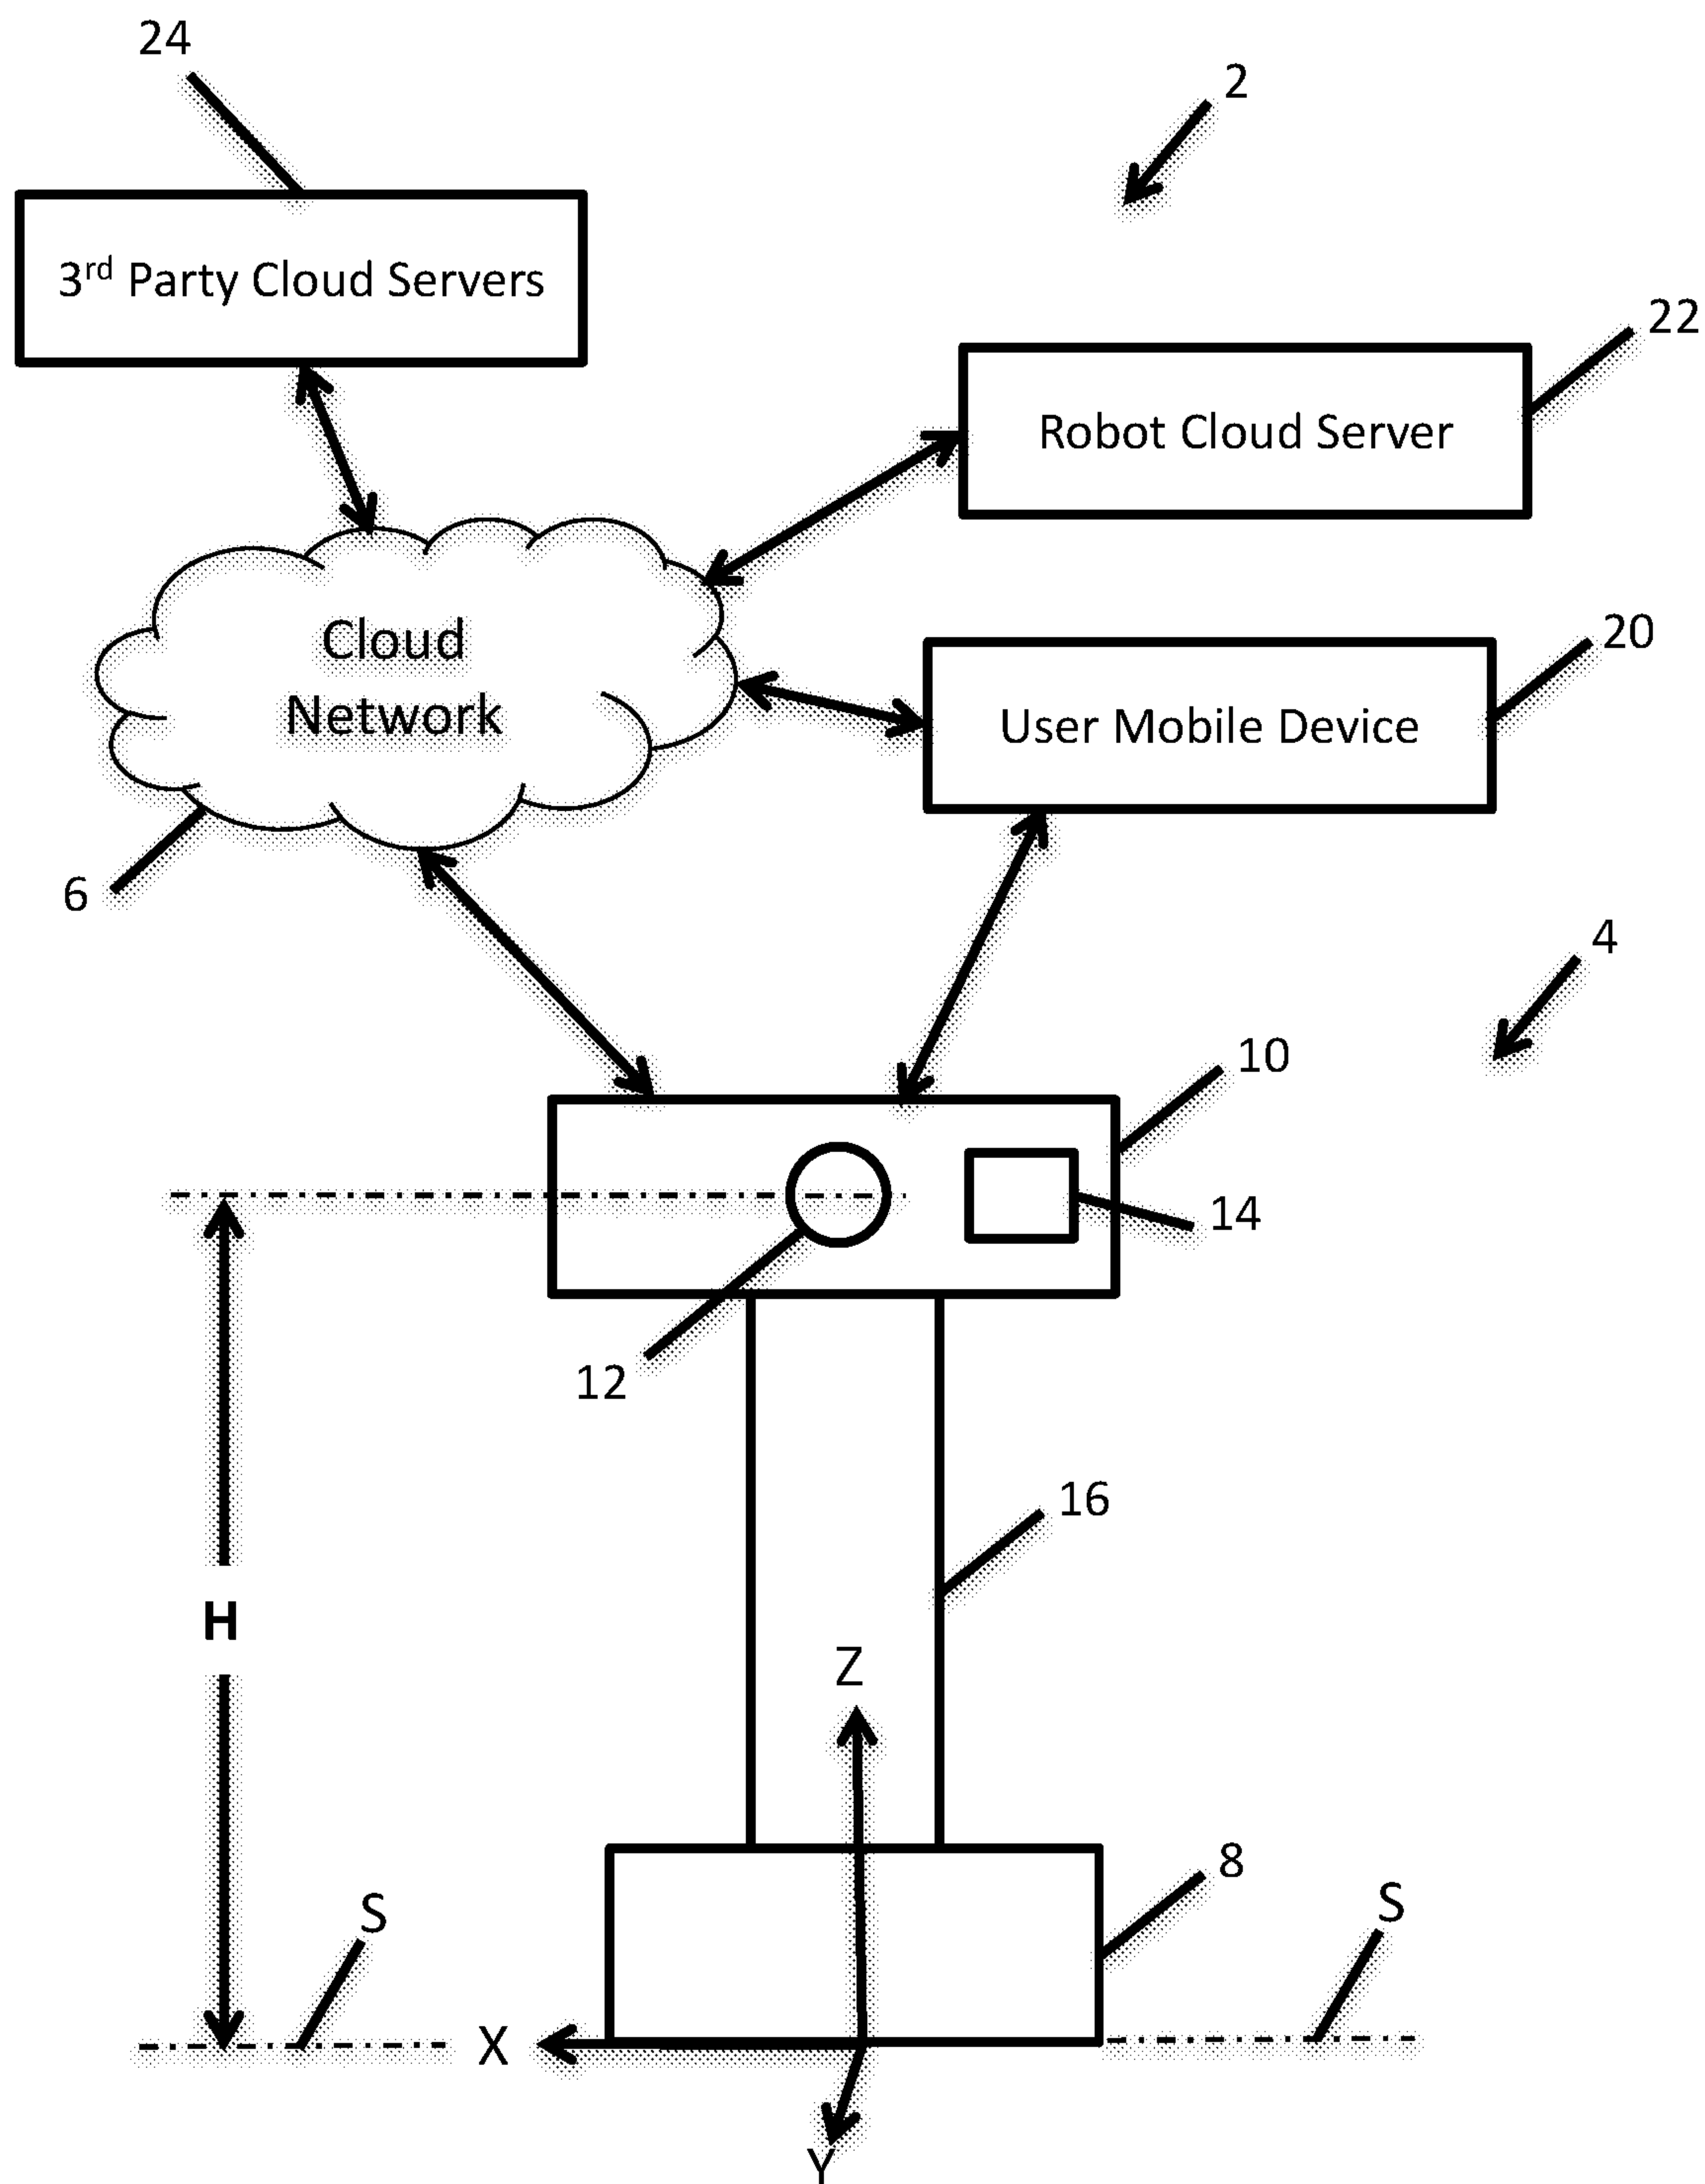 24
2
3rd Party Cloud Servers
22
Robot Cloud Server
Cloud
Network
20
User Mobile Device
6
4
10
14
12
16
H
Z
8
S
S
X
Y